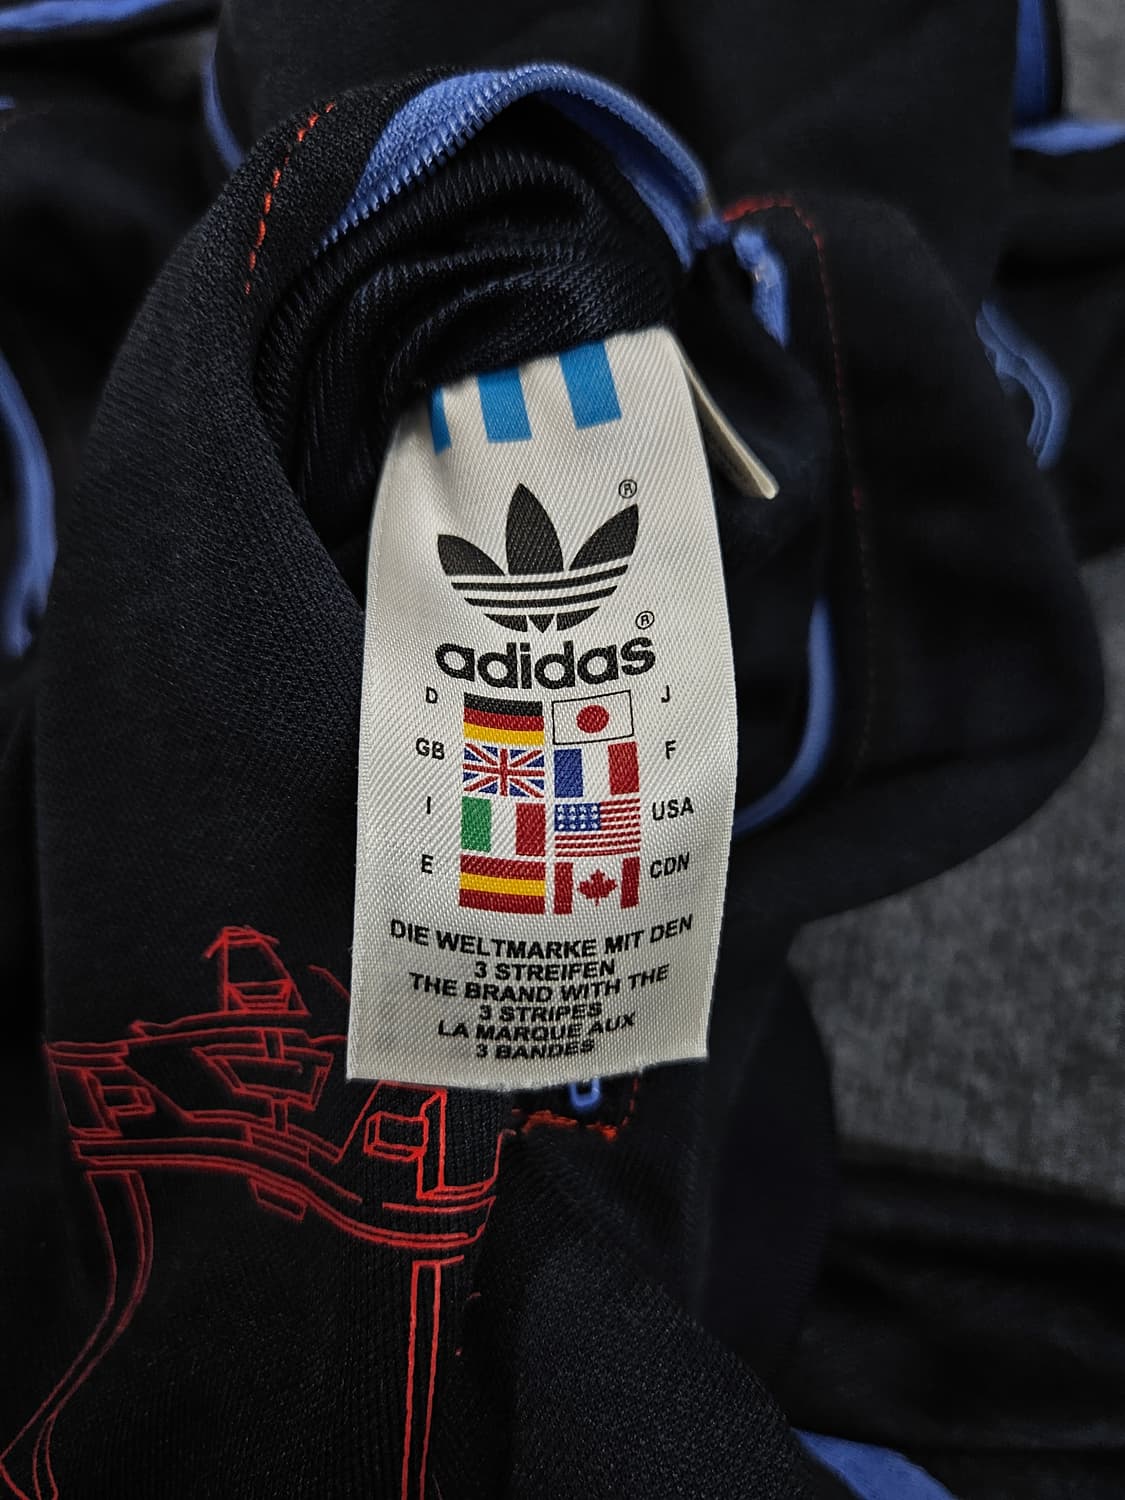 ®
adidas®
D J
GB F
I USA
E CDN
DIE WELTMARKE MIT DEN
3 STREIFEN
THE BRAND WITH THE
3 STRIPES
LA MARQUE AUX
3 BANDES